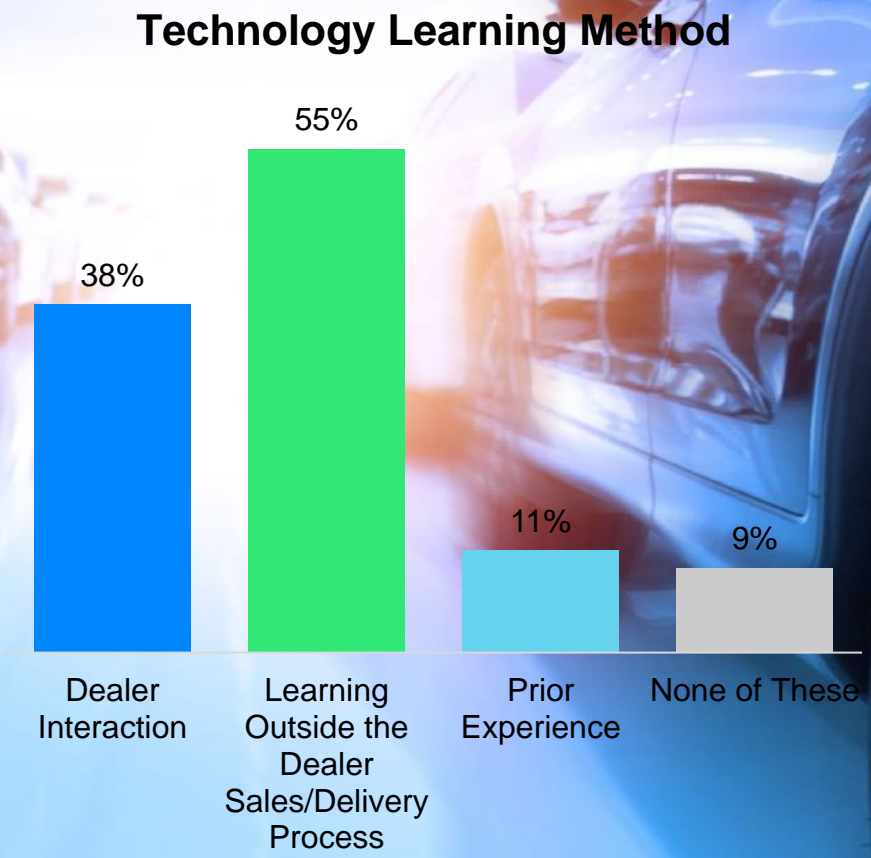 Technology Learning Method
55%
38%
11%
9%
Dealer
Interaction
Learning
Outside the
Dealer
Sales/Delivery
Process
Prior
Experience
None of These